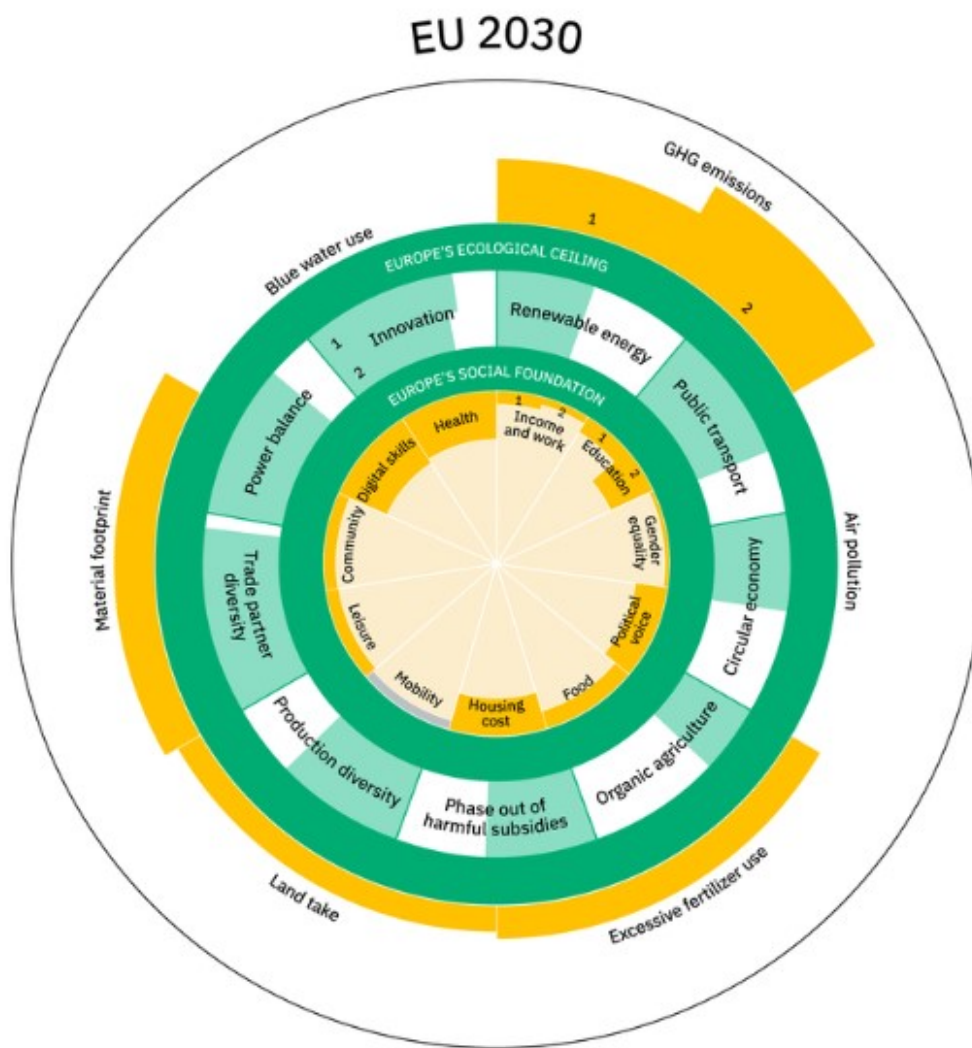 EU 2030
GHG emissions
1
2
Blue water use
EUROPE'S ECOLOGICAL CEILING
Innovation
1
2
Renewable energy
Public transport
Power balance
EUROPE'S SOCIAL FOUNDATION
Health
1
2
Income
and work
1
Education
2
Digital skills
Gender
equality
Community
Material footprint
Air pollution
Circular economy
Trade partner
diversity
Political
voice
Leisure
Mobility
Food
Housing
cost
Organic agriculture
Production diversity
Phase out of
harmful subsidies
Land take
Excessive fertilizer use